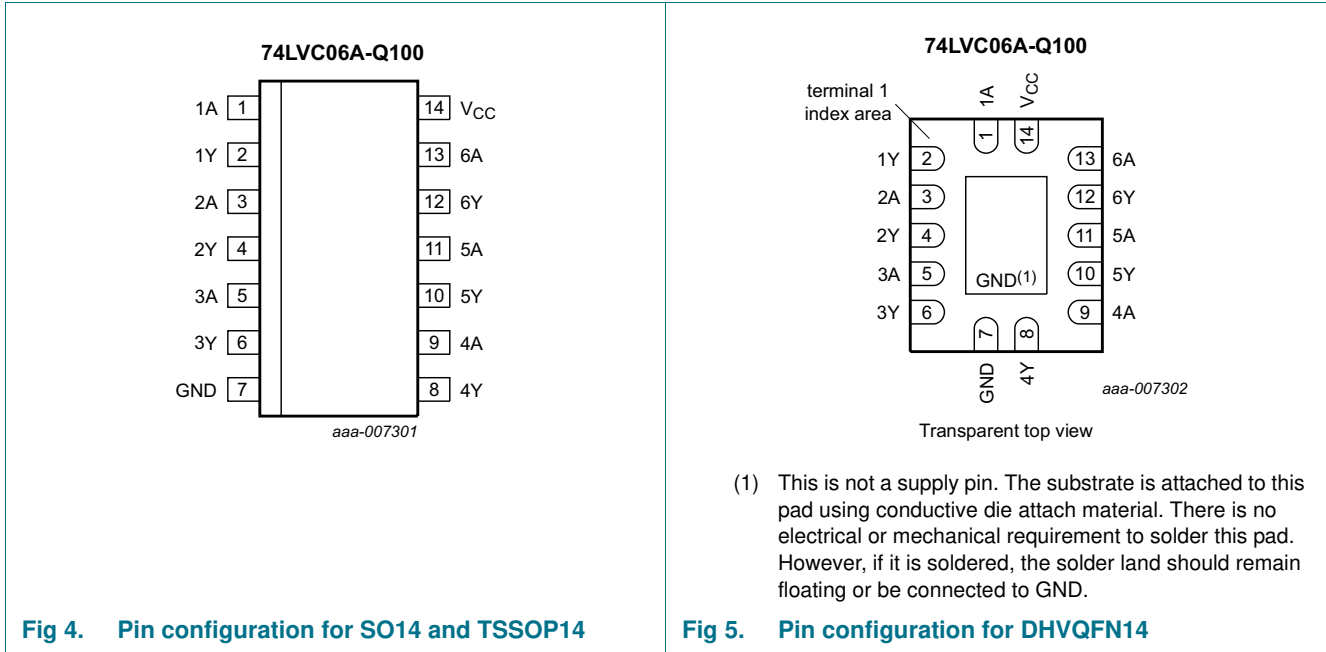 74LVC06A-Q100
1A 1 14 VCC
1Y 2 13 6A
2A 3 12 6Y
2Y 4 11 5A
3A 5 10 5Y
3Y 6 9 4A
GND 7 8 4Y
aaa-007301
Fig 4. Pin configuration for SO14 and TSSOP14
74LVC06A-Q100
terminal 1
index area
1A VCC
1 14
1Y 2 13 6A
2A 3 12 6Y
2Y 4 11 5A
3A 5 10 5Y
GND(1)
3Y 6 9 4A
7 8
GND 4Y
aaa-007302
Transparent top view
(1) This is not a supply pin. The substrate is attached to this
pad using conductive die attach material. There is no
electrical or mechanical requirement to solder this pad.
However, if it is soldered, the solder land should remain
floating or be connected to GND.
Fig 5. Pin configuration for DHVQFN14